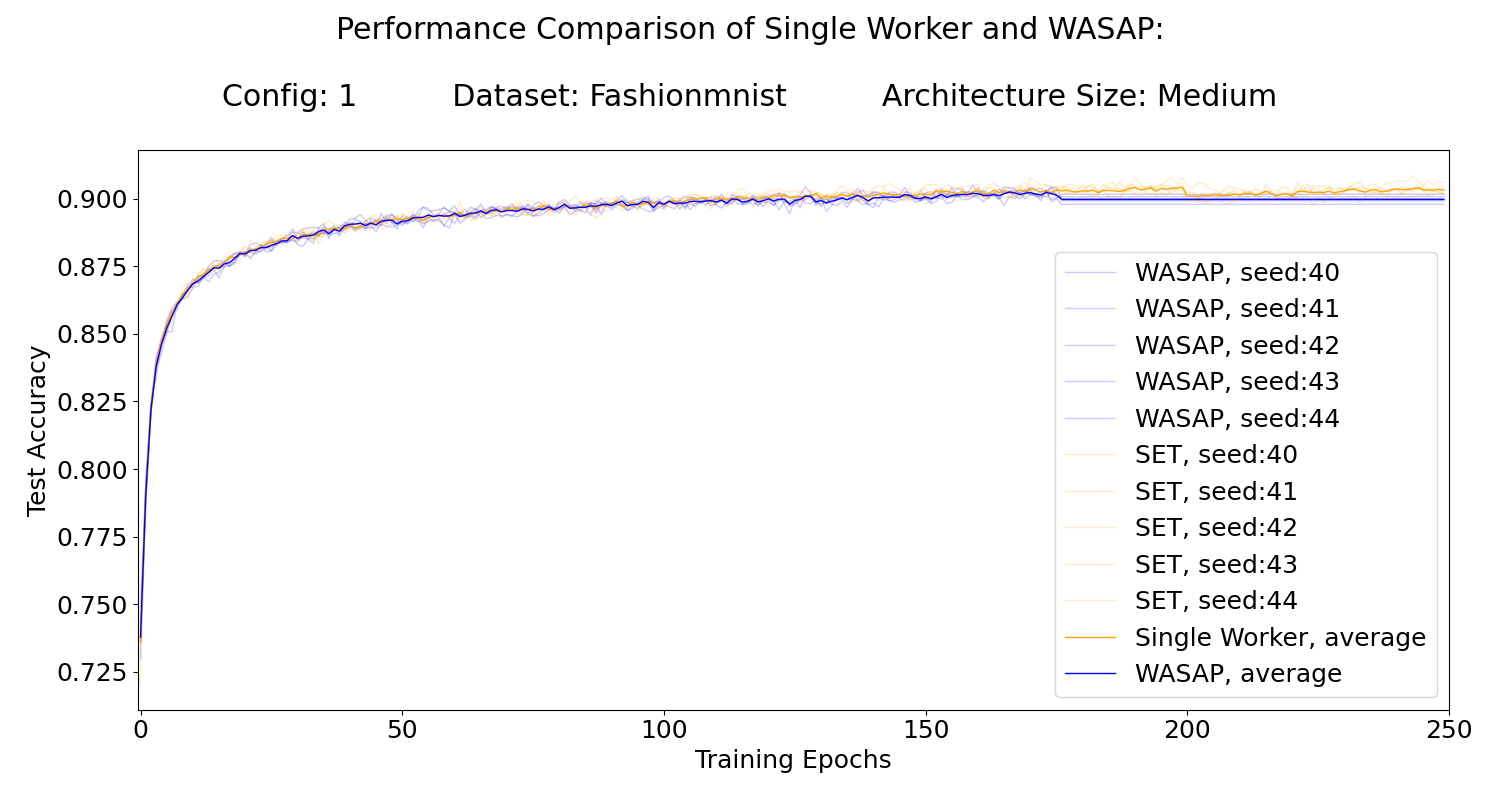 Performance Comparison of Single Worker and WASAP:
Config: 1 Dataset: Fashionmnist Architecture Size: Medium
Test Accuracy
0.900
0.875
0.850
0.825
0.800
0.775
0.750
0.725
WASAP, seed:40
WASAP, seed:41
WASAP, seed:42
WASAP, seed:43
WASAP, seed:44
SET, seed:40
SET, seed:41
SET, seed:42
SET, seed:43
SET, seed:44
Single Worker, average
WASAP, average
0 50 100 150 200 250
Training Epochs